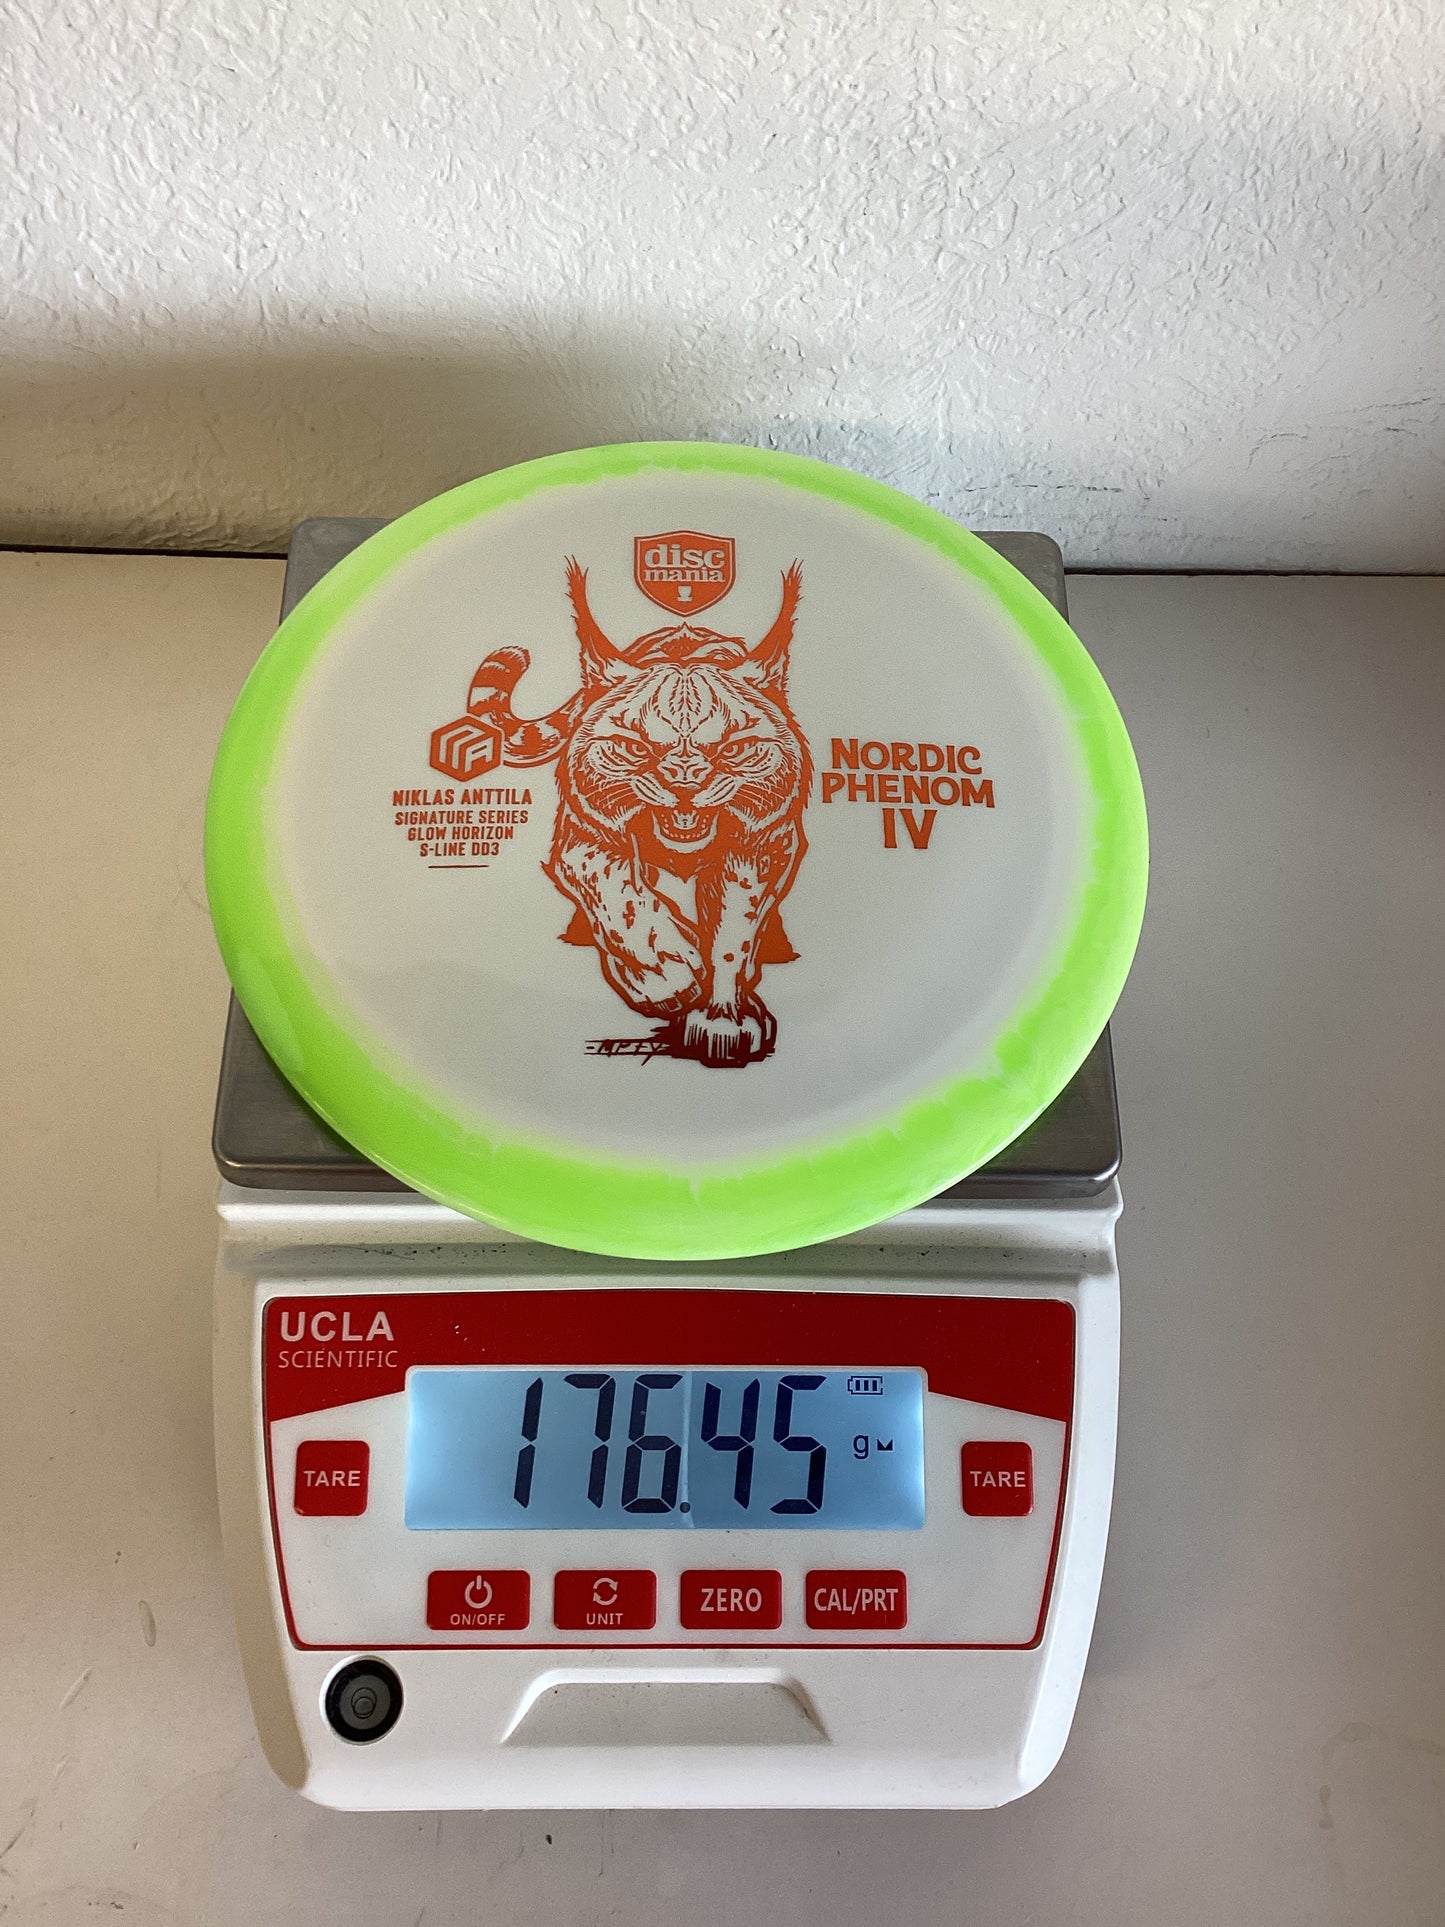 disc
mania
NIKLAS ANTTILA
SIGNATURE SERIES
GLOW HORIZON
S-LINE DD3
NORDIC
PHENOM
IV
UCLA
SCIENTIFIC
176.45 g
TARE
TARE
ON/OFF
UNIT
ZERO
CAL/PRT